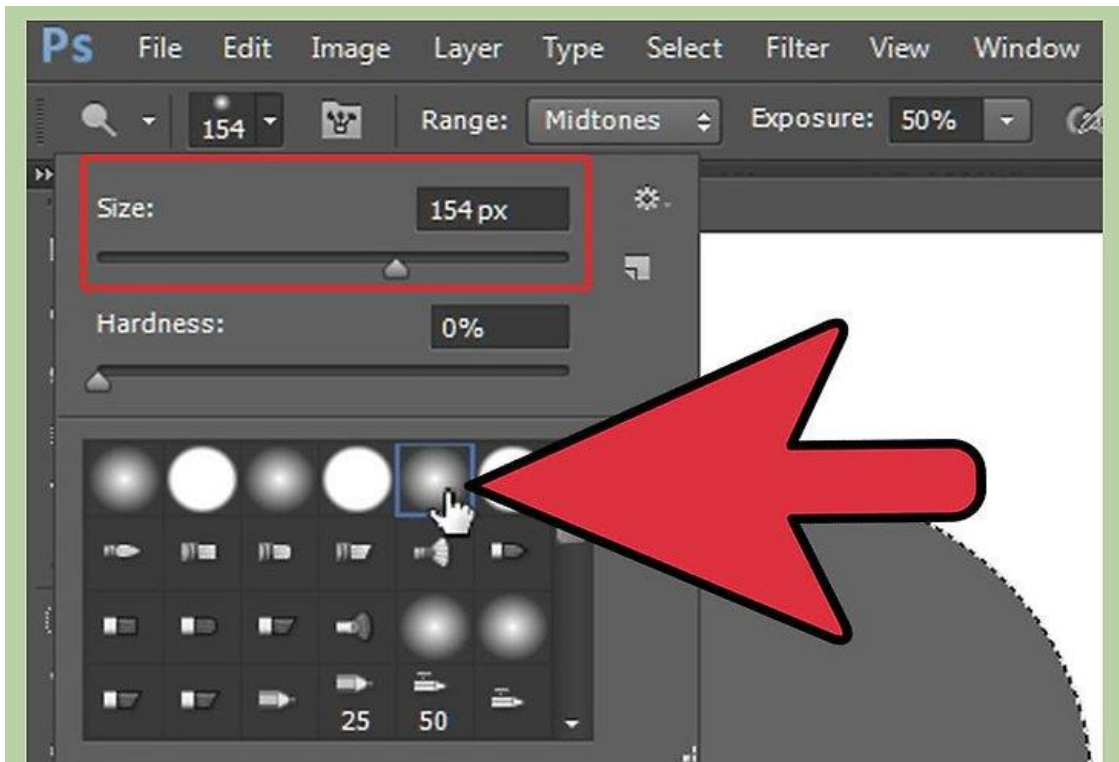 Ps File Edit Image Layer Type Select Filter View Window
154 Range: Midtones Exposure: 50%
Size: 154 px
Hardness: 0%
25 50